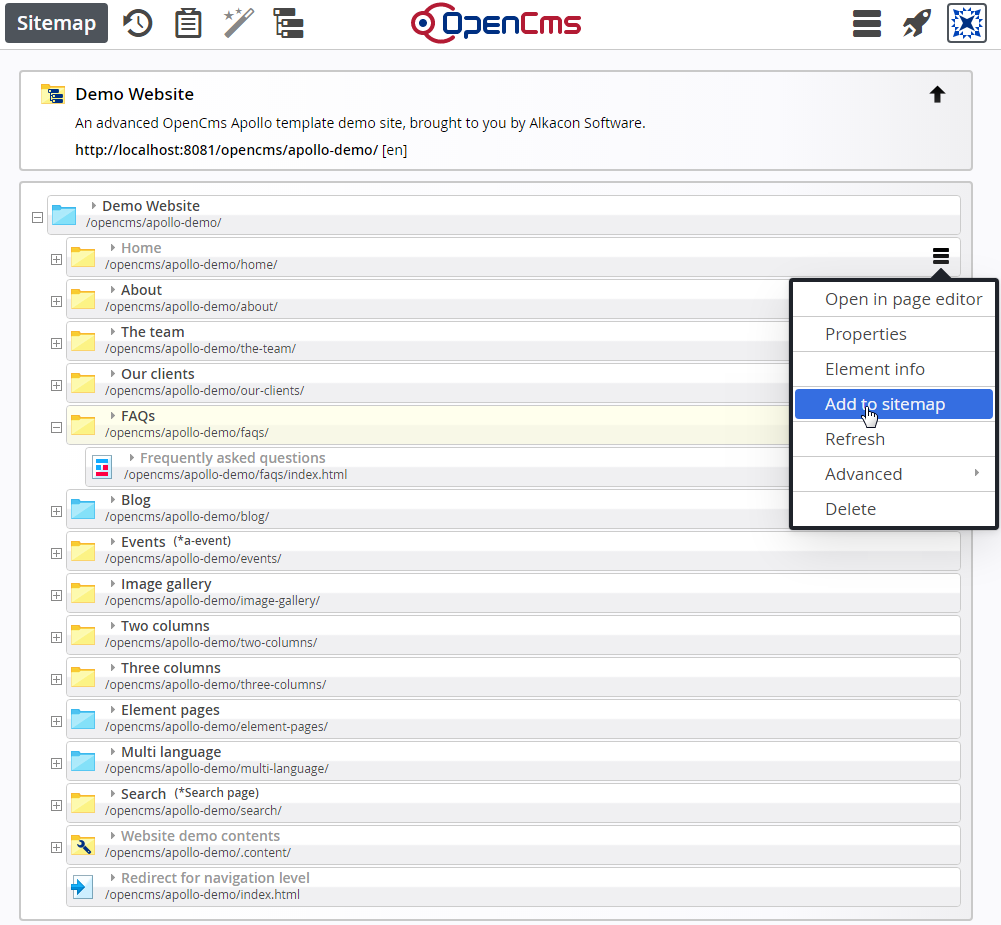 Sitemap
OpenCms
Demo Website
An advanced OpenCms Apollo template demo site, brought to you by Alkacon Software.
http://localhost:8081/opencms/apollo-demo/ [en]
Demo Website
/opencms/apollo-demo/
Home
/opencms/apollo-demo/home/
About
/opencms/apollo-demo/about/
The team
/opencms/apollo-demo/the-team/
Our clients
/opencms/apollo-demo/our-clients/
FAQs
/opencms/apollo-demo/faqs/
Frequently asked questions
/opencms/apollo-demo/faqs/index.html
Blog
/opencms/apollo-demo/blog/
Events (*a-event)
/opencms/apollo-demo/events/
Image gallery
/opencms/apollo-demo/image-gallery/
Two columns
/opencms/apollo-demo/two-columns/
Three columns
/opencms/apollo-demo/three-columns/
Element pages
/opencms/apollo-demo/element-pages/
Multi language
/opencms/apollo-demo/multi-language/
Search (*Search page)
/opencms/apollo-demo/search/
Website demo contents
/opencms/apollo-demo/.content/
Redirect for navigation level
/opencms/apollo-demo/index.html
Open in page editor
Properties
Element info
Add to sitemap
Refresh
Advanced
Delete